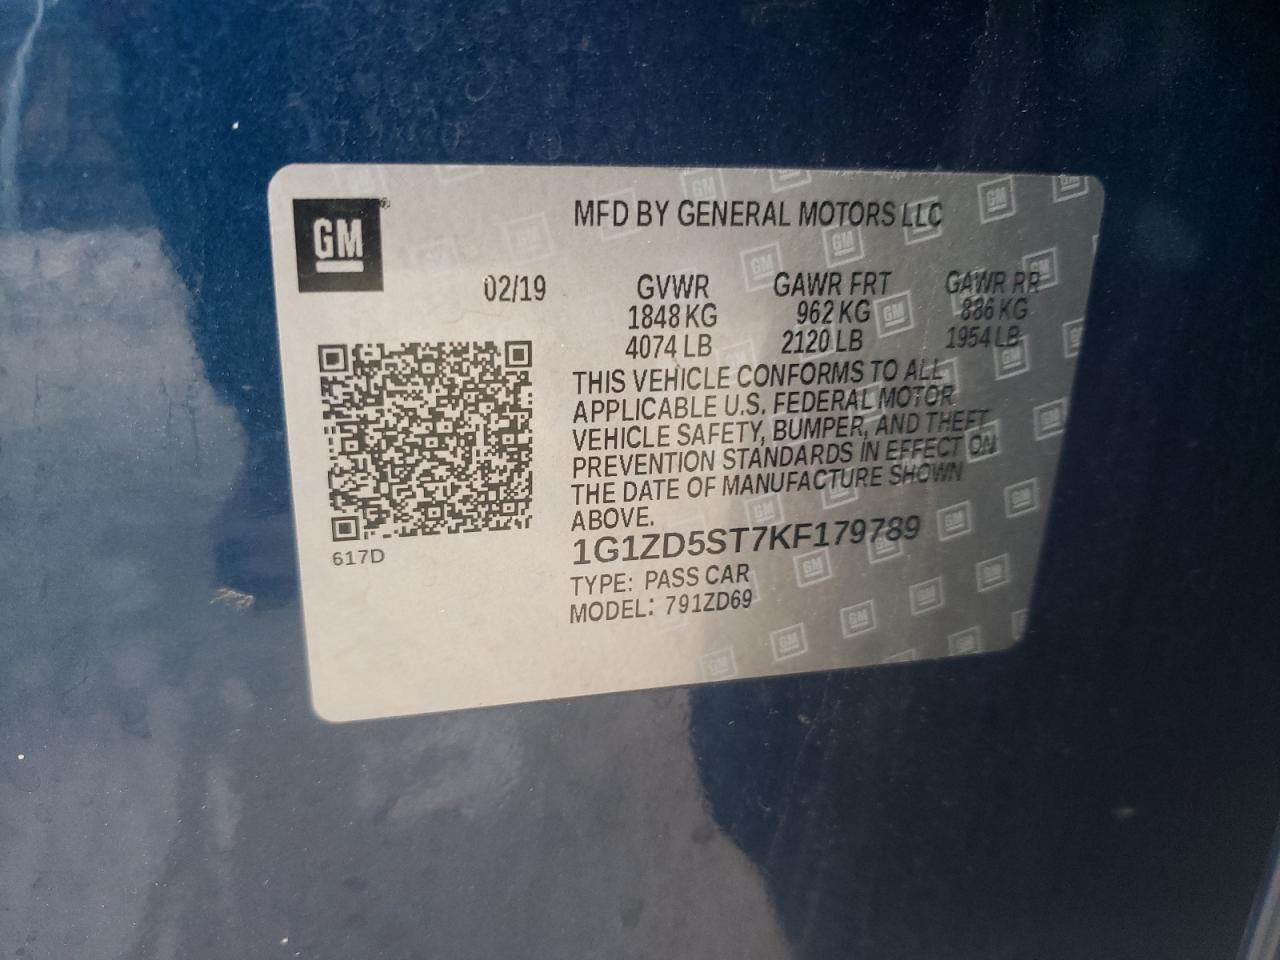 GM
MFD BY GENERAL MOTORS LLC
02/19 GVWR GAWR FRT GAWR RR
1848 KG 962 KG 886 KG
4074 LB 2120 LB 1954 LB
THIS VEHICLE CONFORMS TO ALL
APPLICABLE U.S. FEDERAL MOTOR
VEHICLE SAFETY, BUMPER, AND THEFT
PREVENTION STANDARDS IN EFFECT ON
THE DATE OF MANUFACTURE SHOWN
ABOVE.
1G1ZD5ST7KF179789
617D
TYPE: PASS CAR
MODEL: 791ZD69